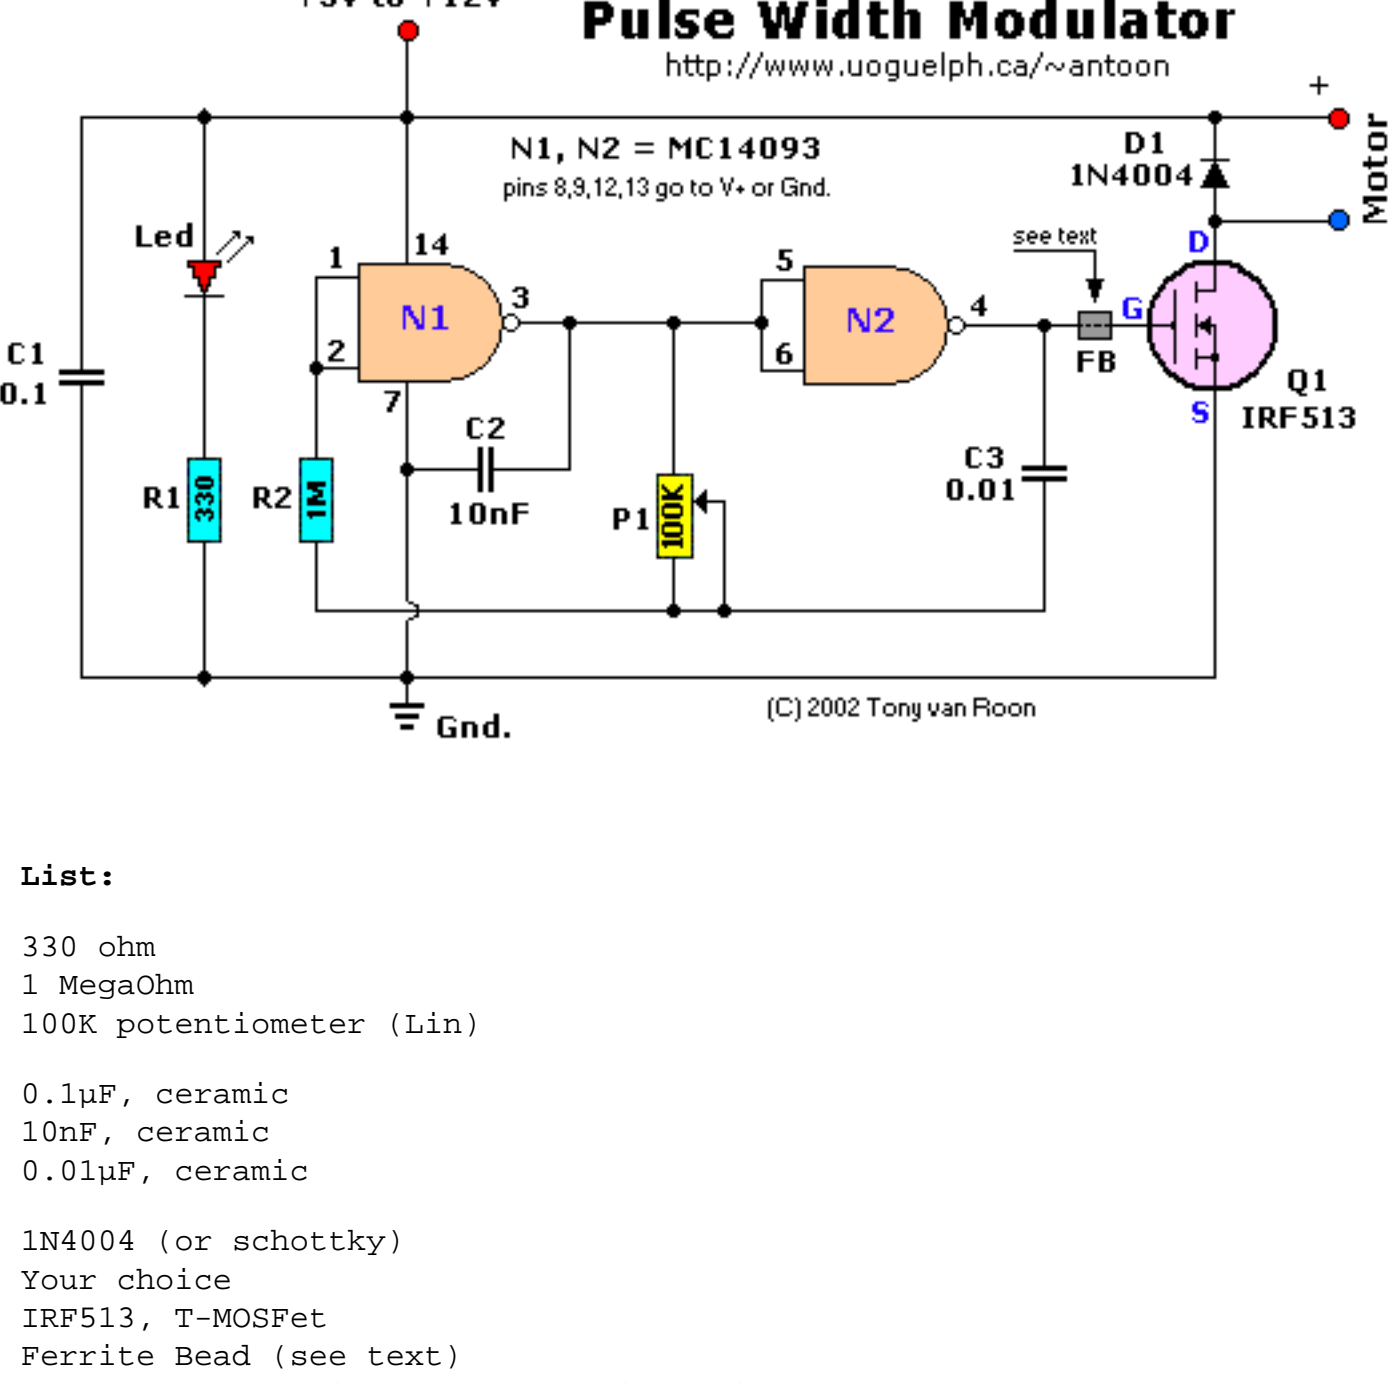 +5v to +12v
Pulse Width Modulator
http://www.uoguelph.ca/~antoon
+
Motor
N1, N2 = MC14093
pins 8,9,12,13 go to V+ or Gnd.
D1
1N4004
Led
14
1
N1
3
2
7
5
N2
4
6
see text
D
G
FB
S
Q1
IRF513
C1
0.1
C2
10nF
C3
0.01
R1
330
R2
1M
P1
100K
Gnd.
(C) 2002 Tony van Roon
List:
330 ohm
1 MegaOhm
100K potentiometer (Lin)
0.1µF, ceramic
10nF, ceramic
0.01µF, ceramic
1N4004 (or schottky)
Your choice
IRF513, T-MOSFet
Ferrite Bead (see text)